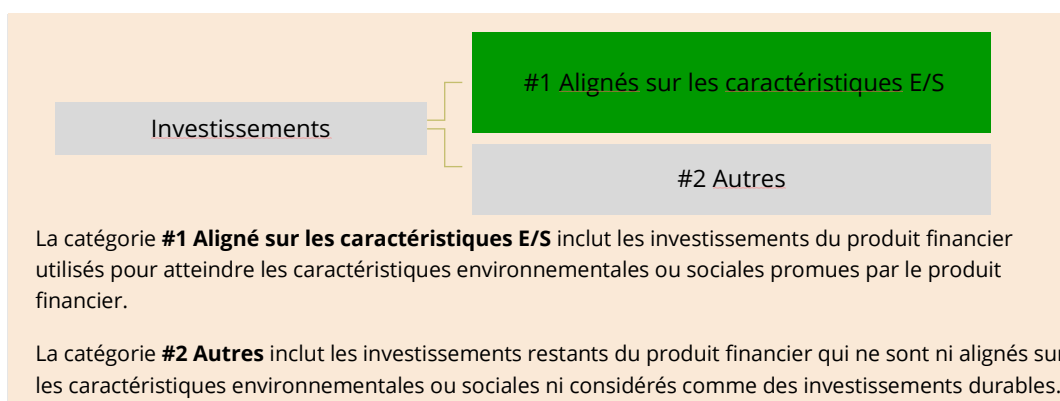 #1 Alignés sur les caractéristiques E/S
Investissements
#2 Autres
La catégorie #1 Aligné sur les caractéristiques E/S inclut les investissements du produit financier
utilisés pour atteindre les caractéristiques environnementales ou sociales promues par le produit
financier.
La catégorie #2 Autres inclut les investissements restants du produit financier qui ne sont ni alignés sur
les caractéristiques environnementales ou sociales ni considérés comme des investissements durables.